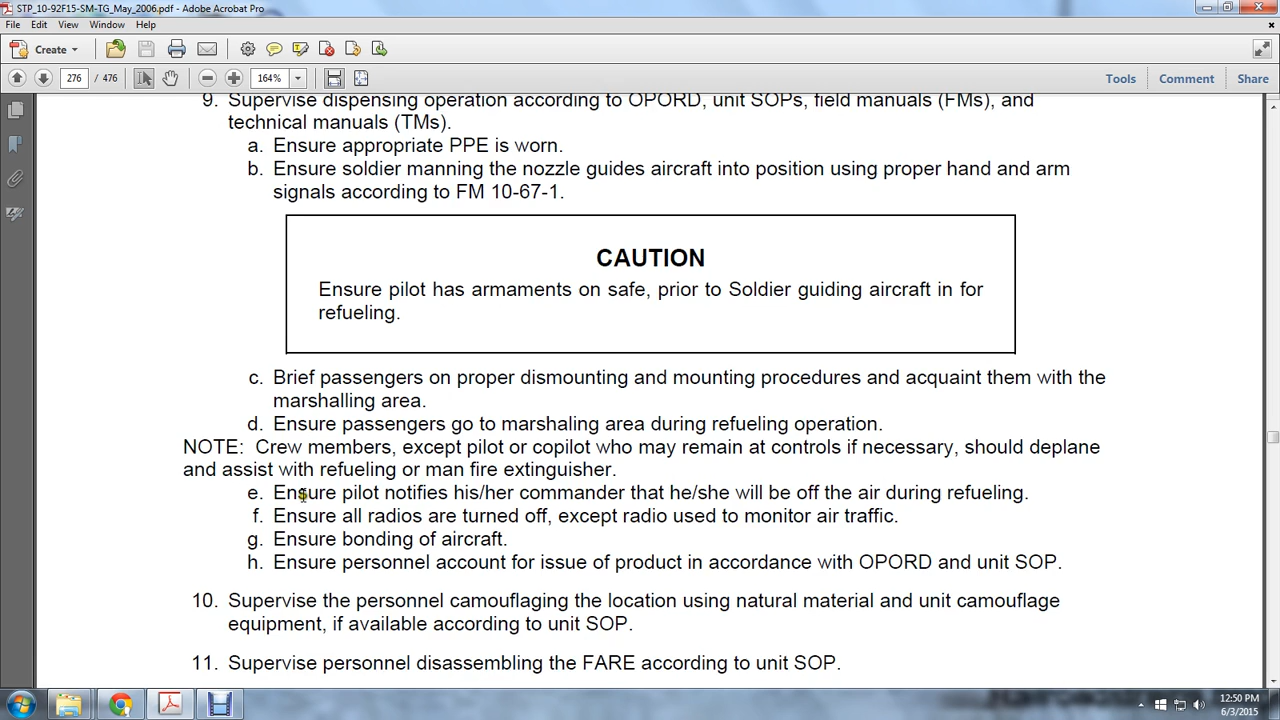 STP_10-92F15-SM-TG_May_2006.pdf - Adobe Acrobat Pro
File Edit View Window Help
Create
276 / 476 164% Tools Comment Share
9. Supervise dispensing operation according to OPORD, unit SOPs, field manuals (FMs), and
technical manuals (TMs).
a. Ensure appropriate PPE is worn.
b. Ensure soldier manning the nozzle guides aircraft into position using proper hand and arm
signals according to FM 10-67-1.
CAUTION
Ensure pilot has armaments on safe, prior to Soldier guiding aircraft in for
refueling.
c. Brief passengers on proper dismounting and mounting procedures and acquaint them with the
marshalling area.
d. Ensure passengers go to marshaling area during refueling operation.
NOTE: Crew members, except pilot or copilot who may remain at controls if necessary, should deplane
and assist with refueling or man fire extinguisher.
e. Ensure pilot notifies his/her commander that he/she will be off the air during refueling.
f. Ensure all radios are turned off, except radio used to monitor air traffic.
g. Ensure bonding of aircraft.
h. Ensure personnel account for issue of product in accordance with OPORD and unit SOP.
10. Supervise the personnel camouflaging the location using natural material and unit camouflage
equipment, if available according to unit SOP.
11. Supervise personnel disassembling the FARE according to unit SOP.
12:50 PM
6/3/2015